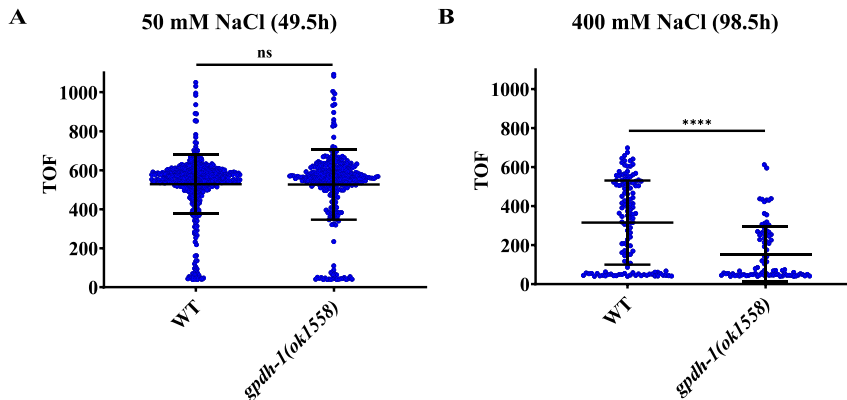 A
50 mM NaCl (49.5h)
ns
TOF
1000
800
600
400
200
0
WT
gpdh-1(ok1558)
B
400 mM NaCl (98.5h)
****
TOF
1000
800
600
400
200
0
WT
gpdh-1(ok1558)